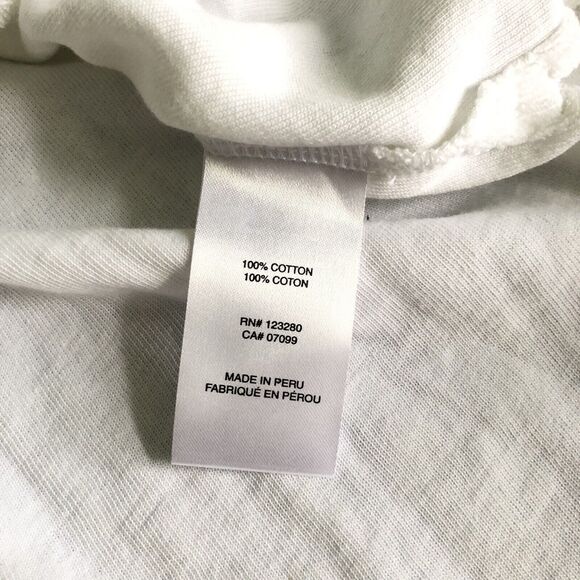 100% COTTON
100% COTON
RN# 123280
CA# 07099
MADE IN PERU
FABRIQUÉ EN PÉROU